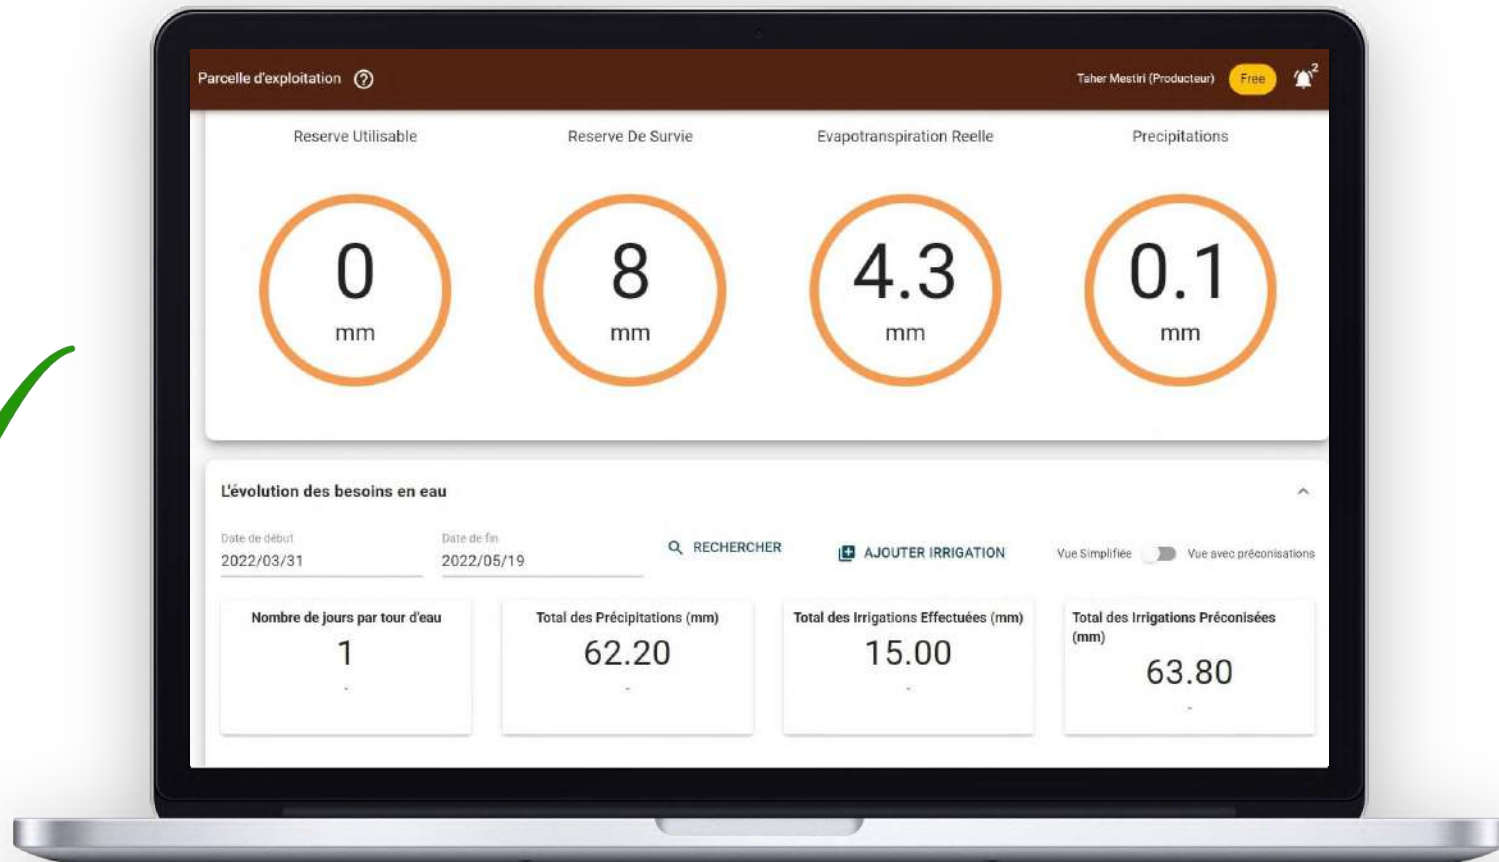 Parcelle d'exploitation
Taher Mestiri (Producteur) Free 2
Reserve Utilisable Reserve De Survie Evapotranspiration Reelle Precipitations
0 8 4.3 0.1
mm mm mm mm
L'évolution des besoins en eau
Date de début Date de fin
2022/03/31 2022/05/19 RECHERCHER AJOUTER IRRIGATION Vue Simplifiée Vue avec préconisations
Nombre de jours par tour d'eau
1
-
Total des Précipitations (mm)
62.20
-
Total des Irrigations Effectuées (mm)
15.00
-
Total des Irrigations Préconisées
(mm)
63.80
-